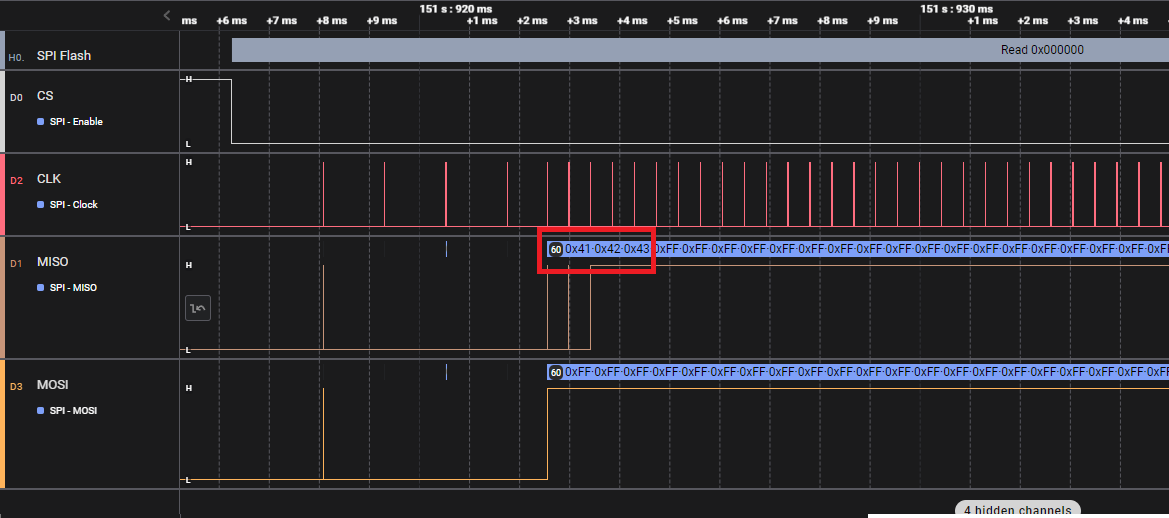 151 s : 920 ms 151 s : 930 ms
ms +6 ms +7 ms +8 ms +9 ms +1 ms +2 ms +3 ms +4 ms +5 ms +6 ms +7 ms +8 ms +9 ms +1 ms +2 ms +3 ms +4 ms
H0. SPI Flash Read 0x000000
D0 CS H
SPI - Enable
L
D2 CLK H
SPI - Clock
L
60 0x41·0x42·0x43·0xFF·0xFF·0xFF·0xFF·0xFF·0xFF·0xFF·0xFF·0xFF·0xFF·0xFF·0xFF·0xFF·0xFF·0xFF·0xFF·0xFF·0xFF
D1 MISO H
SPI - MISO
L
60 0xFF·0xFF·0xFF·0xFF·0xFF·0xFF·0xFF·0xFF·0xFF·0xFF·0xFF·0xFF·0xFF·0xFF·0xFF·0xFF·0xFF·0xFF·0xFF·0xFF·0xFF
D3 MOSI H
SPI - MOSI
L
4 hidden channels